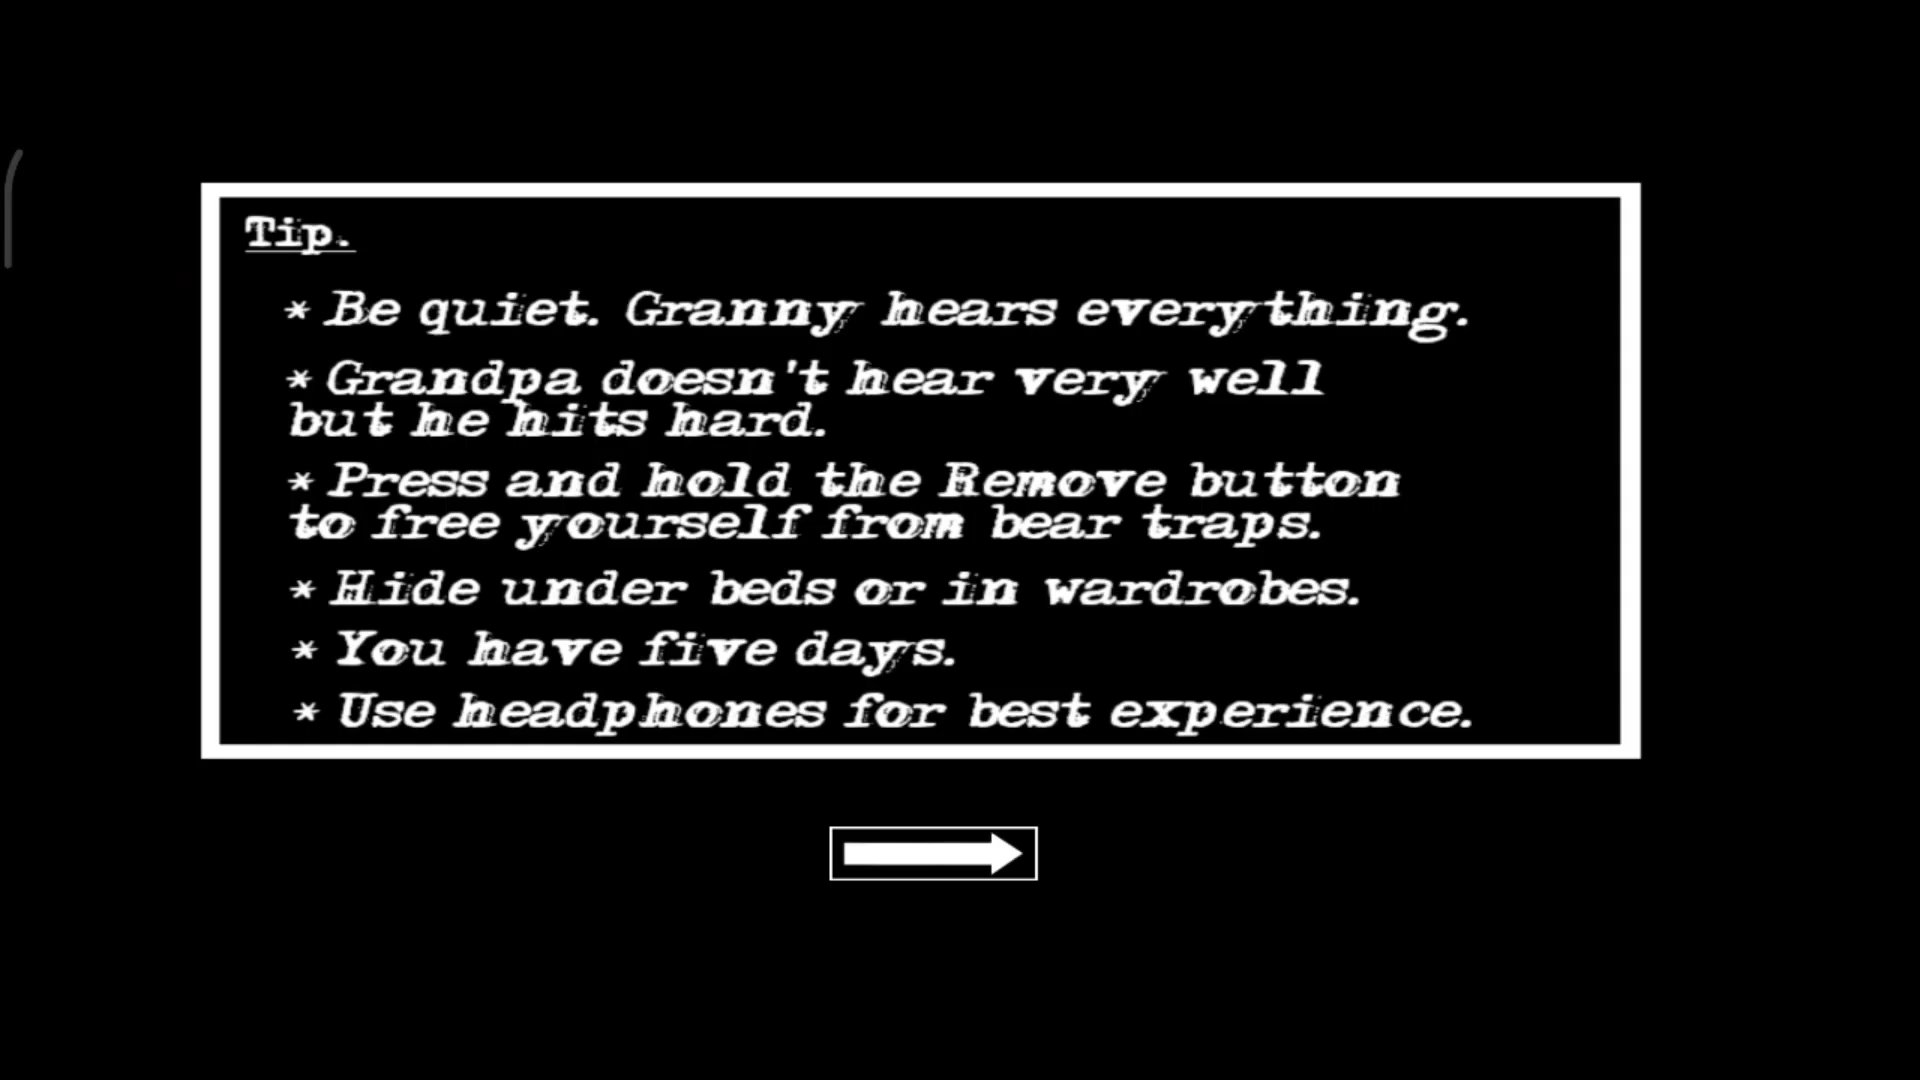 Tip.
* Be quiet. Granny hears everything.
* Grandpa doesn't hear very well
but he hits hard.
* Press and hold the Remove button
to free yourself from bear traps.
* Hide under beds or in wardrobes.
* You have five days.
* Use headphones for best experience.